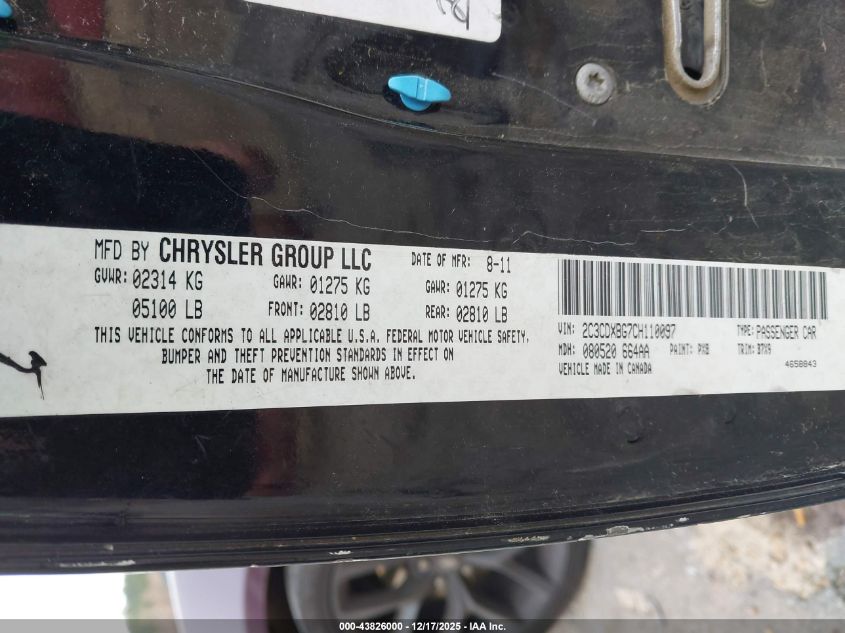 MFD BY CHRYSLER GROUP LLC DATE OF MFR: 8-11
GVWR: 02314 KG GAWR: 01275 KG GAWR: 01275 KG
05100 LB FRONT: 02810 LB REAR: 02810 LB
THIS VEHICLE CONFORMS TO ALL APPLICABLE U.S.A. FEDERAL MOTOR VEHICLE SAFETY,
BUMPER AND THEFT PREVENTION STANDARDS IN EFFECT ON
THE DATE OF MANUFACTURE SHOWN ABOVE.
VIN: 2C3CDXBG7CH110097 TYPE: PASSENGER CAR
MDH: 080520 664AA PAINT: PXB TRIM: B7X9
VEHICLE MADE IN CANADA 4658843
000-43826000 - 12/17/2025 - IAA Inc.